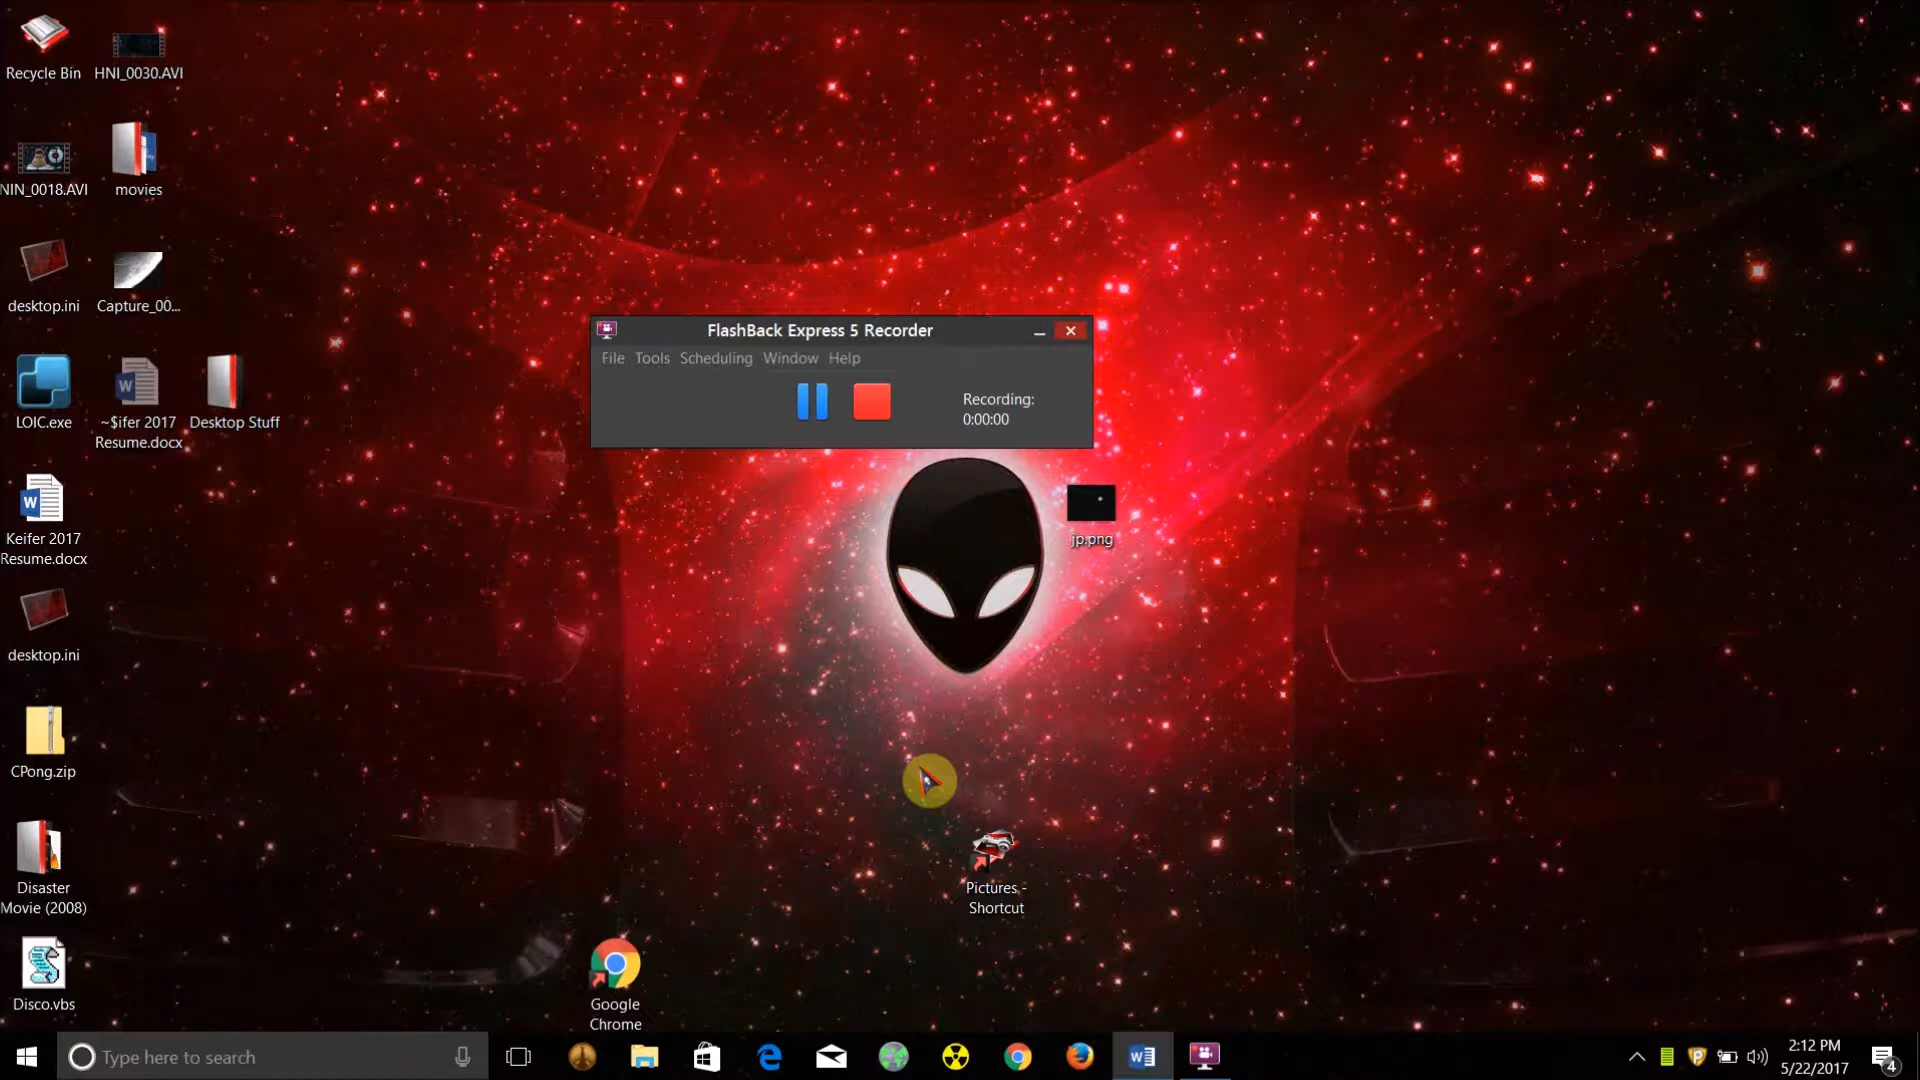 Recycle Bin
HNI_0030.AVI
NIN_0018.AVI
movies
desktop.ini
Capture_00...
LOIC.exe
~$ifer 2017
Resume.docx
Desktop Stuff
Keifer 2017
Resume.docx
desktop.ini
CPong.zip
Disaster
Movie (2008)
Disco.vbs
FlashBack Express 5 Recorder
File Tools Scheduling Window Help
Recording:
0:00:00
jp.png
Pictures -
Shortcut
Google
Chrome
Type here to search
2:12 PM
5/22/2017
4